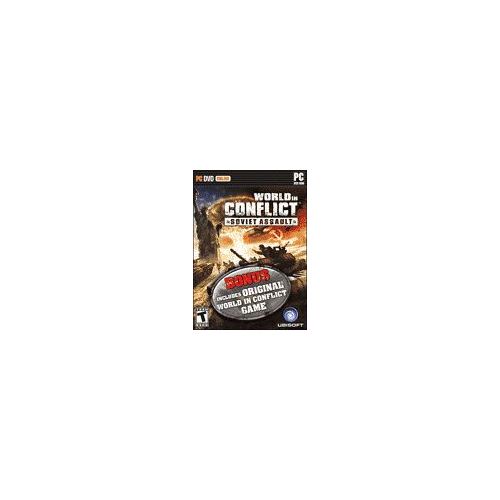 PC DVD
PC
WORLD IN
CONFLICT
SOVIET ASSAULT
BONUS
INCLUDES ORIGINAL
WORLD IN CONFLICT
GAME
T
UBISOFT